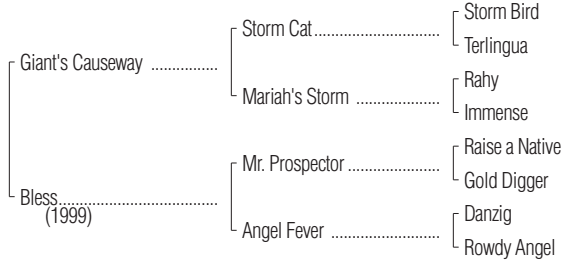 Storm Bird
Storm Cat
Terlingua
Giant's Causeway
Rahy
Mariah's Storm
Immense
Raise a Native
Mr. Prospector
Gold Digger
Bless
(1999)
Danzig
Angel Fever
Rowdy Angel